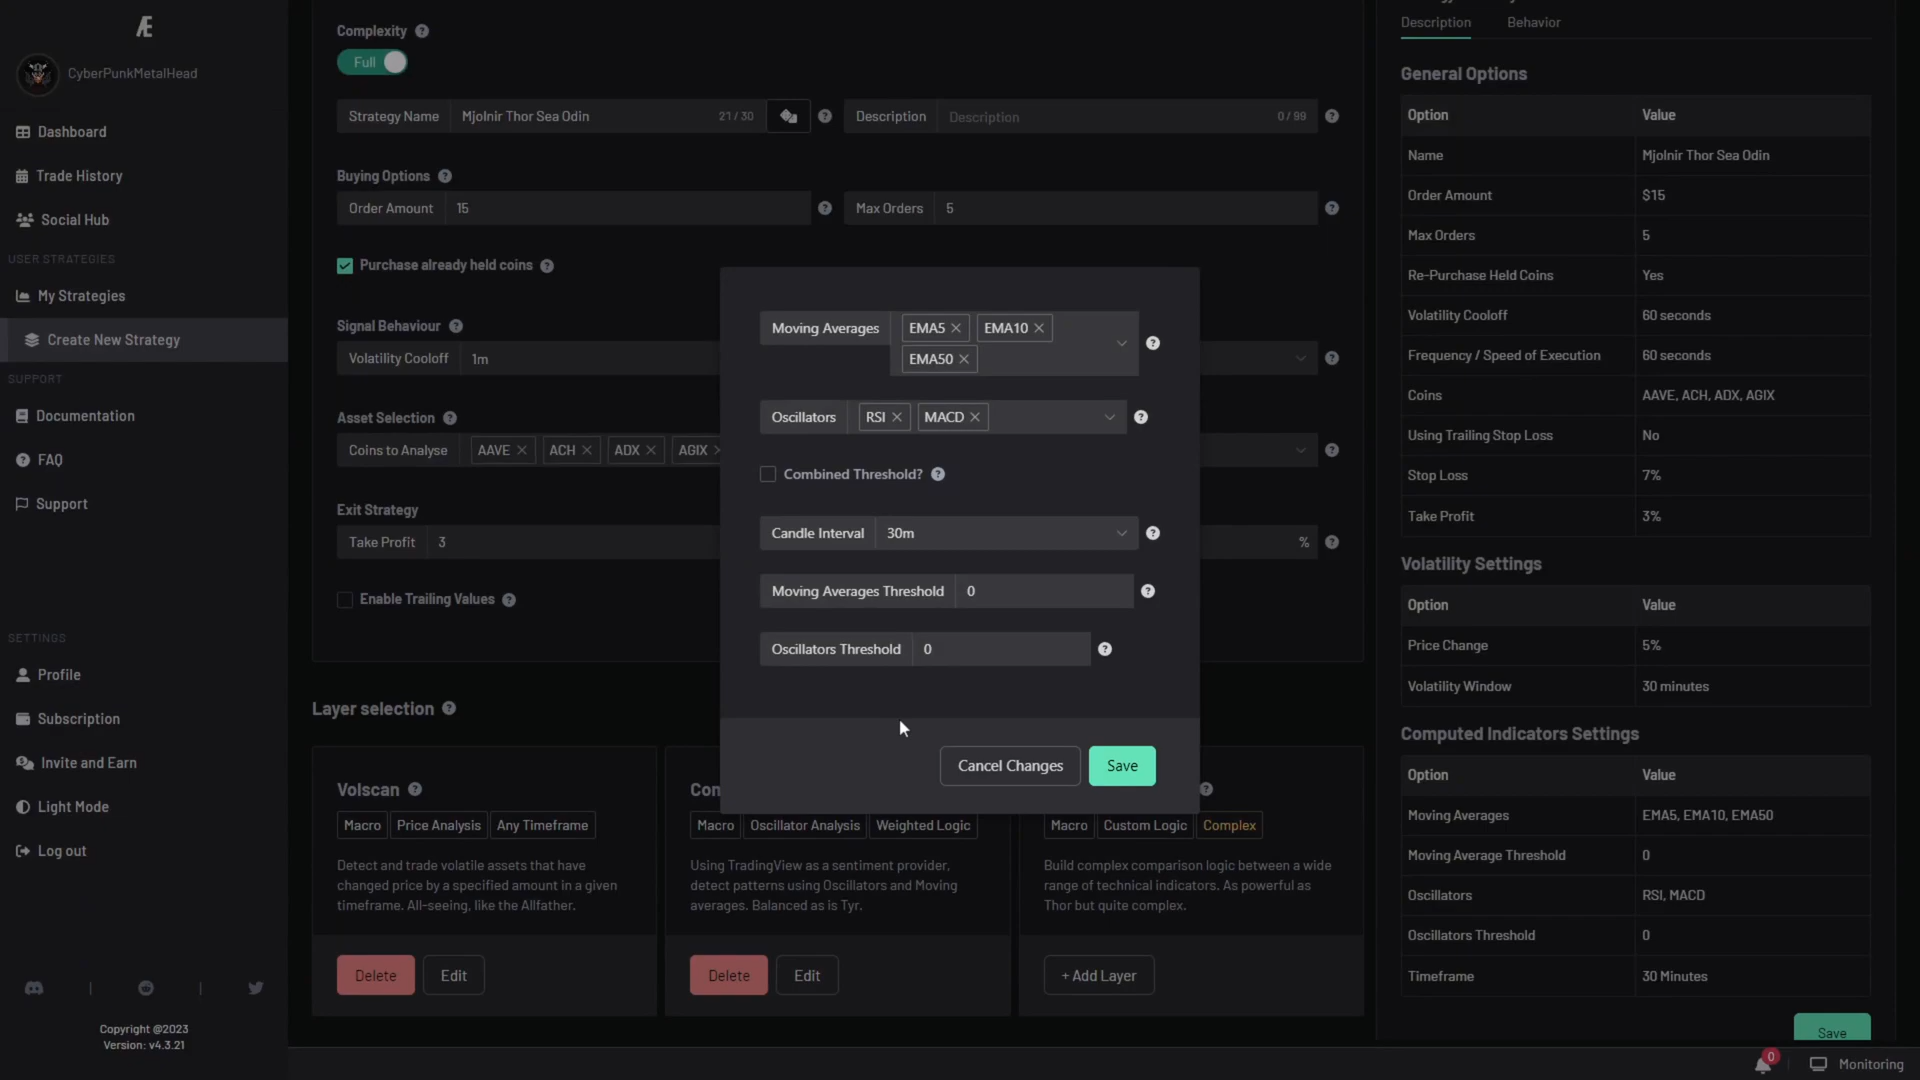 Æ
CyberPunkMetalHead
Dashboard
Trade History
Social Hub
USER STRATEGIES
My Strategies
Create New Strategy
SUPPORT
Documentation
FAQ
Support
SETTINGS
Profile
Subscription
Invite and Earn
Light Mode
Log out
Copyright @2023
Version: v4.3.21
Complexity
Full
Strategy Name Mjolnir Thor Sea Odin 21 / 30
Description Description 0 / 99
Buying Options
Order Amount 15
Max Orders 5
Purchase already held coins
Signal Behaviour
Volatility Cooloff 1m
Asset Selection
Coins to Analyse AAVE ACH ADX AGIX
Exit Strategy
Take Profit 3
%
Enable Trailing Values
Layer selection
Volscan
Macro Price Analysis Any Timeframe
Detect and trade volatile assets that have
changed price by a specified amount in a given
timeframe. All-seeing, like the Allfather.
Delete Edit
Con
Macro Oscillator Analysis Weighted Logic
Using TradingView as a sentiment provider,
detect patterns using Oscillators and Moving
averages. Balanced as is Tyr.
Delete Edit
Macro Custom Logic Complex
Build complex comparison logic between a wide
range of technical indicators. As powerful as
Thor but quite complex.
+ Add Layer
Moving Averages EMA5 EMA10
EMA50
Oscillators RSI MACD
Combined Threshold?
Candle Interval 30m
Moving Averages Threshold 0
Oscillators Threshold 0
Cancel Changes Save
Description Behavior
General Options
Option Value
Name Mjolnir Thor Sea Odin
Order Amount $15
Max Orders 5
Re-Purchase Held Coins Yes
Volatility Cooloff 60 seconds
Frequency / Speed of Execution 60 seconds
Coins AAVE, ACH, ADX, AGIX
Using Trailing Stop Loss No
Stop Loss 7%
Take Profit 3%
Volatility Settings
Option Value
Price Change 5%
Volatility Window 30 minutes
Computed Indicators Settings
Option Value
Moving Averages EMA5, EMA10, EMA50
Moving Average Threshold 0
Oscillators RSI, MACD
Oscillators Threshold 0
Timeframe 30 Minutes
Save
0
Monitoring